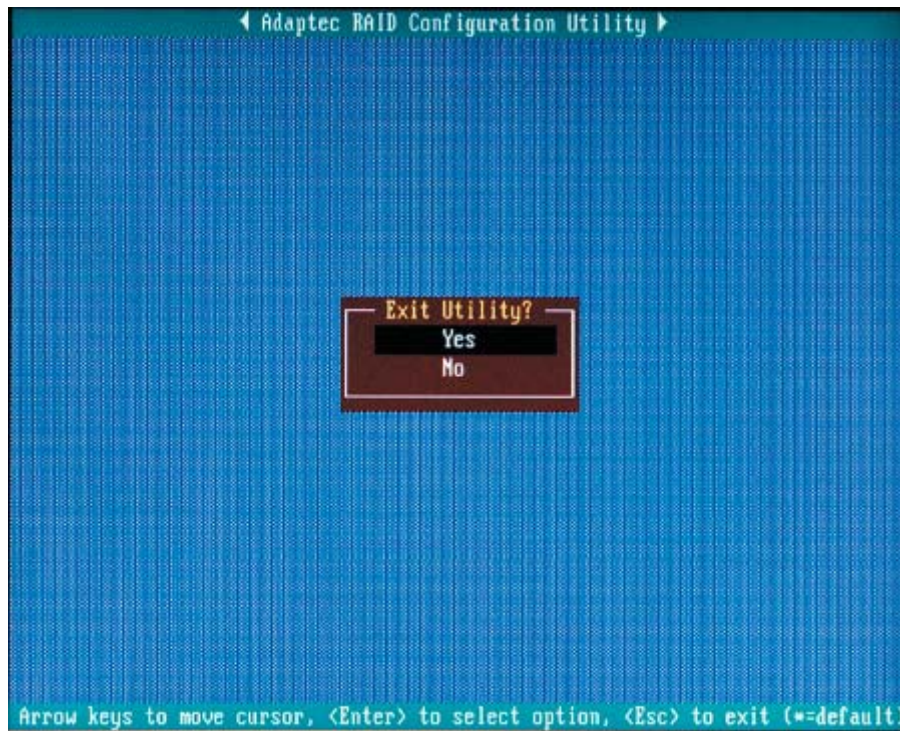 Adaptec RAID Configuration Utility
Exit Utility?
Yes
No
Arrow keys to move cursor, <Enter> to select option, <Esc> to exit (*=default)